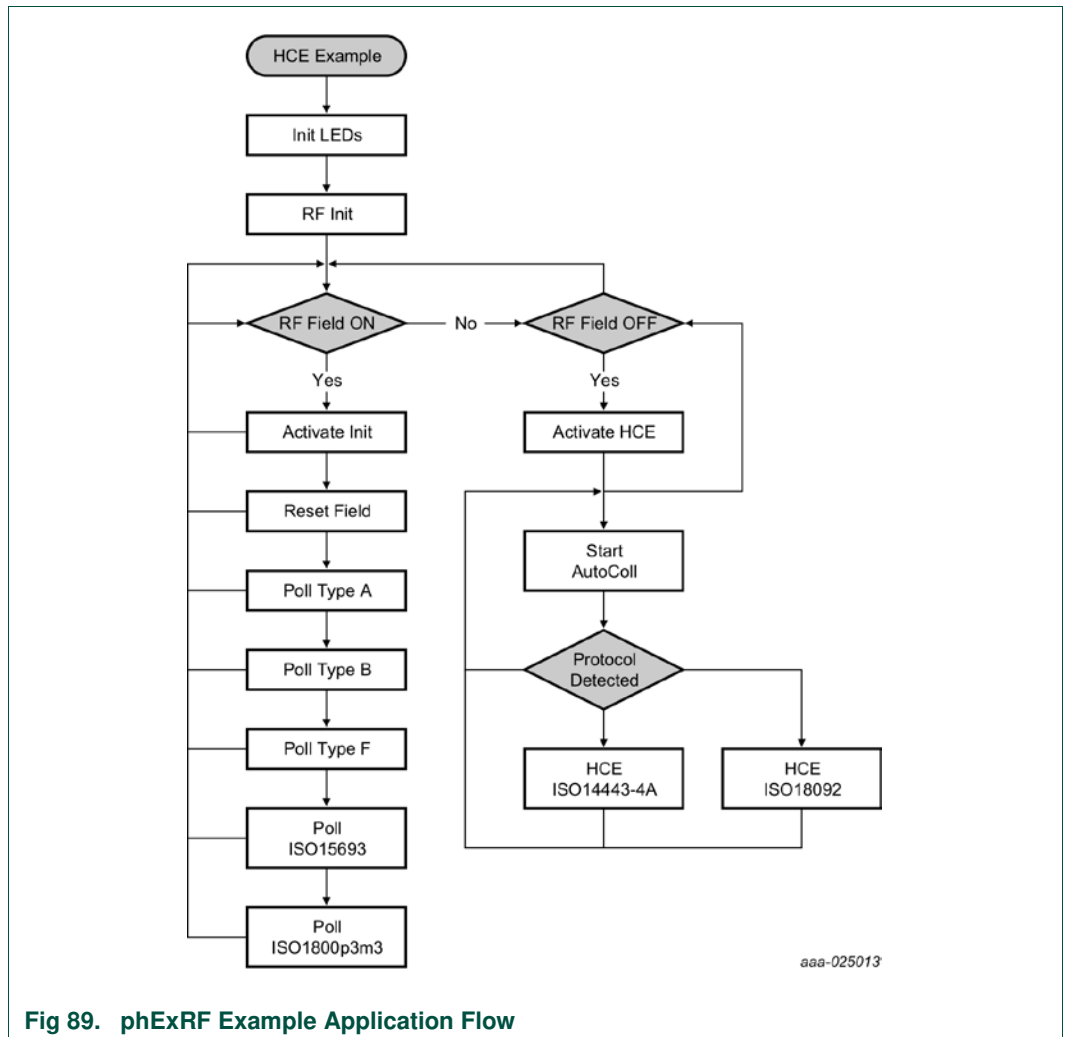 HCE Example
Init LEDs
RF Init
RF Field ON
No
RF Field OFF
Yes
Yes
Activate Init
Activate HCE
Reset Field
Start
AutoColl
Poll Type A
Protocol
Detected
Poll Type B
Poll Type F
HCE
ISO14443-4A
HCE
ISO18092
Poll
ISO15693
Poll
ISO1800p3m3
aaa-025013
Fig 89. phExRF Example Application Flow